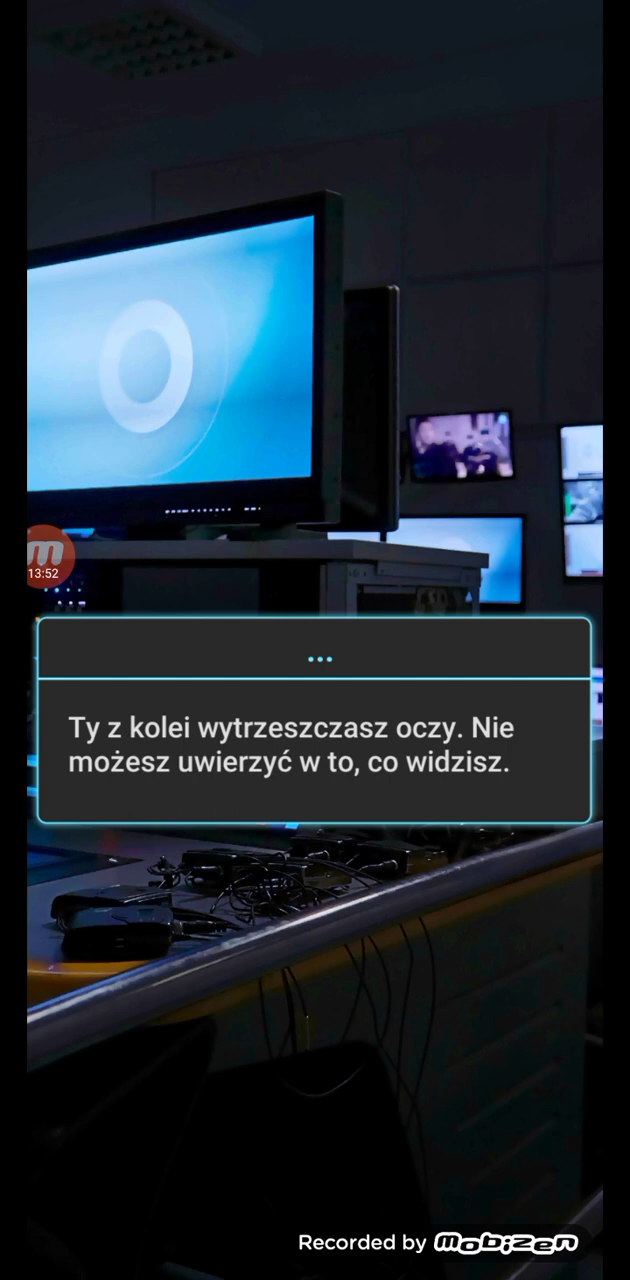 m
13:52
...
Ty z kolei wytrzeszczasz oczy. Nie
możesz uwierzyć w to, co widzisz.
Recorded by mobizen